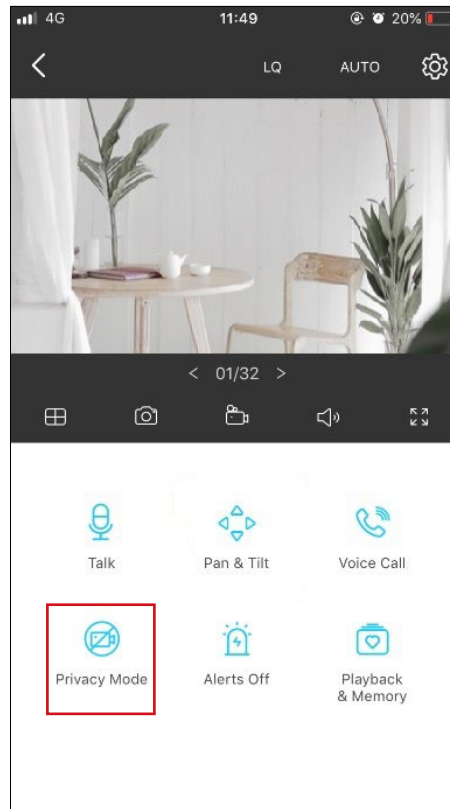 4G 11:49 20%
LQ AUTO
< 01/32 >
Talk Pan & Tilt Voice Call
Privacy Mode Alerts Off Playback
& Memory